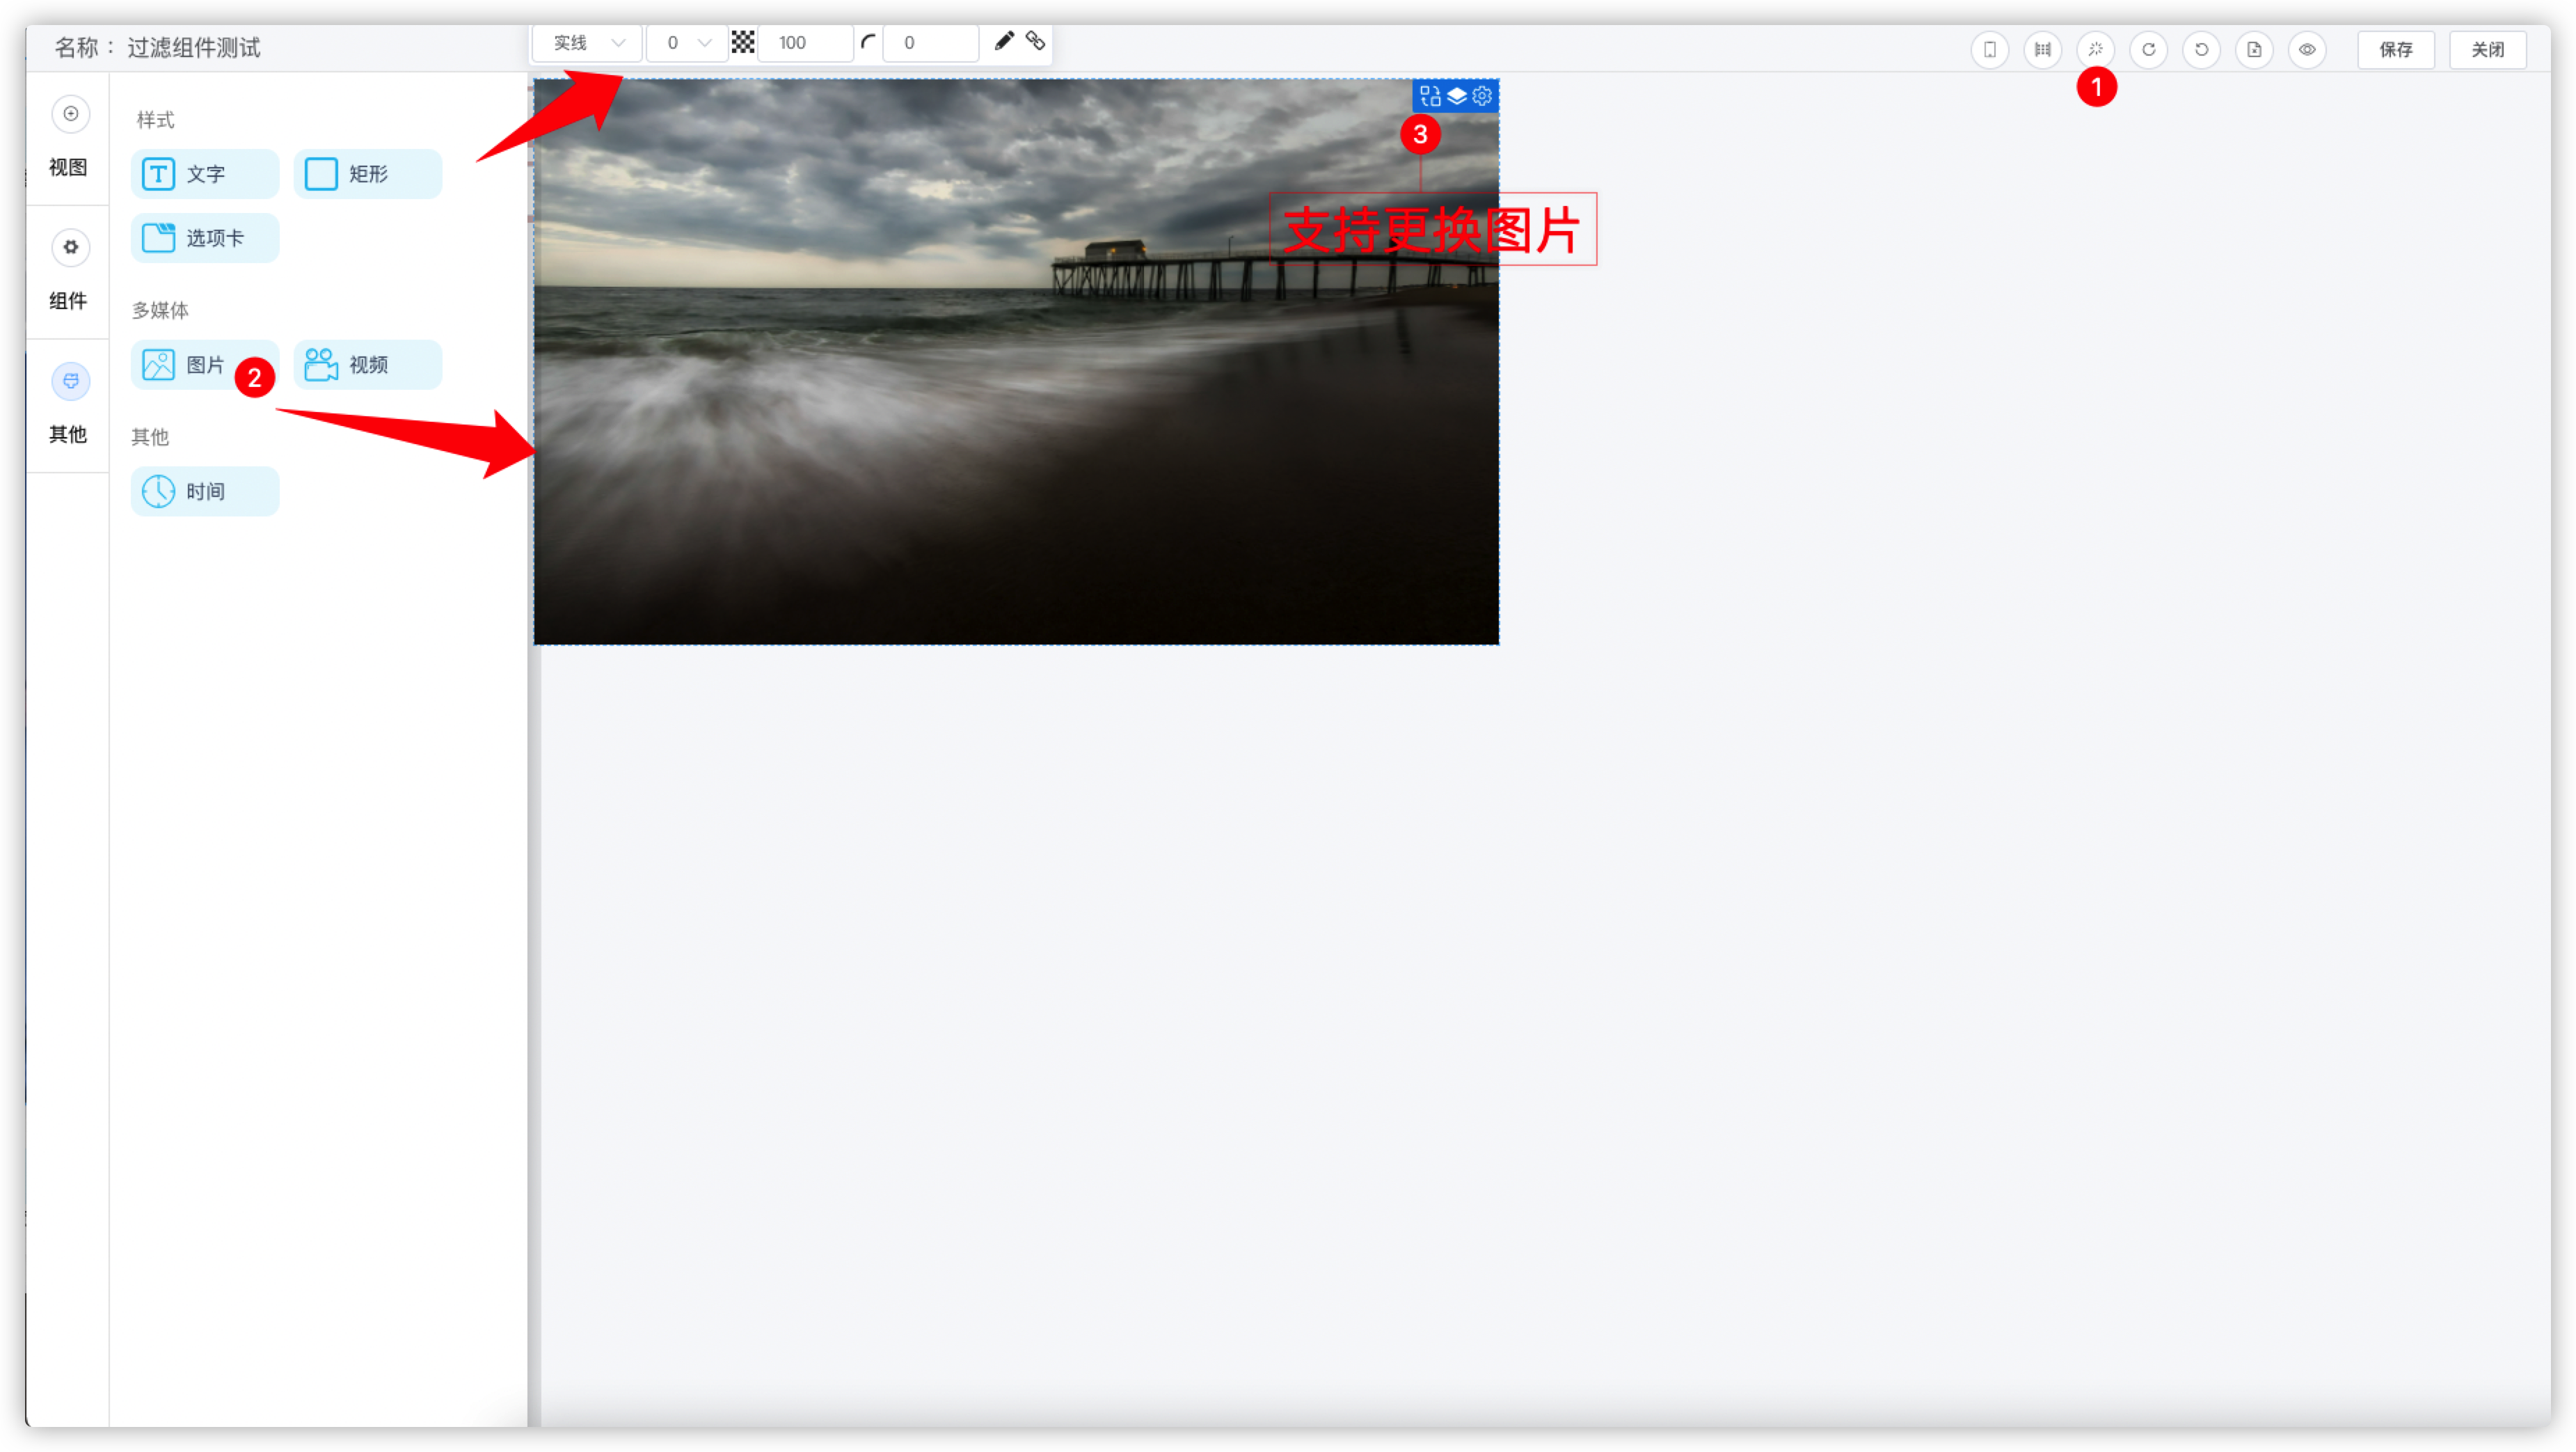 名称： 过滤组件测试
实线 0 100 0
保存 关闭
1
视图
组件
其他
样式
T 文字 矩形
选项卡
多媒体
图片 2 视频
其他
时间
3
支持更换图片